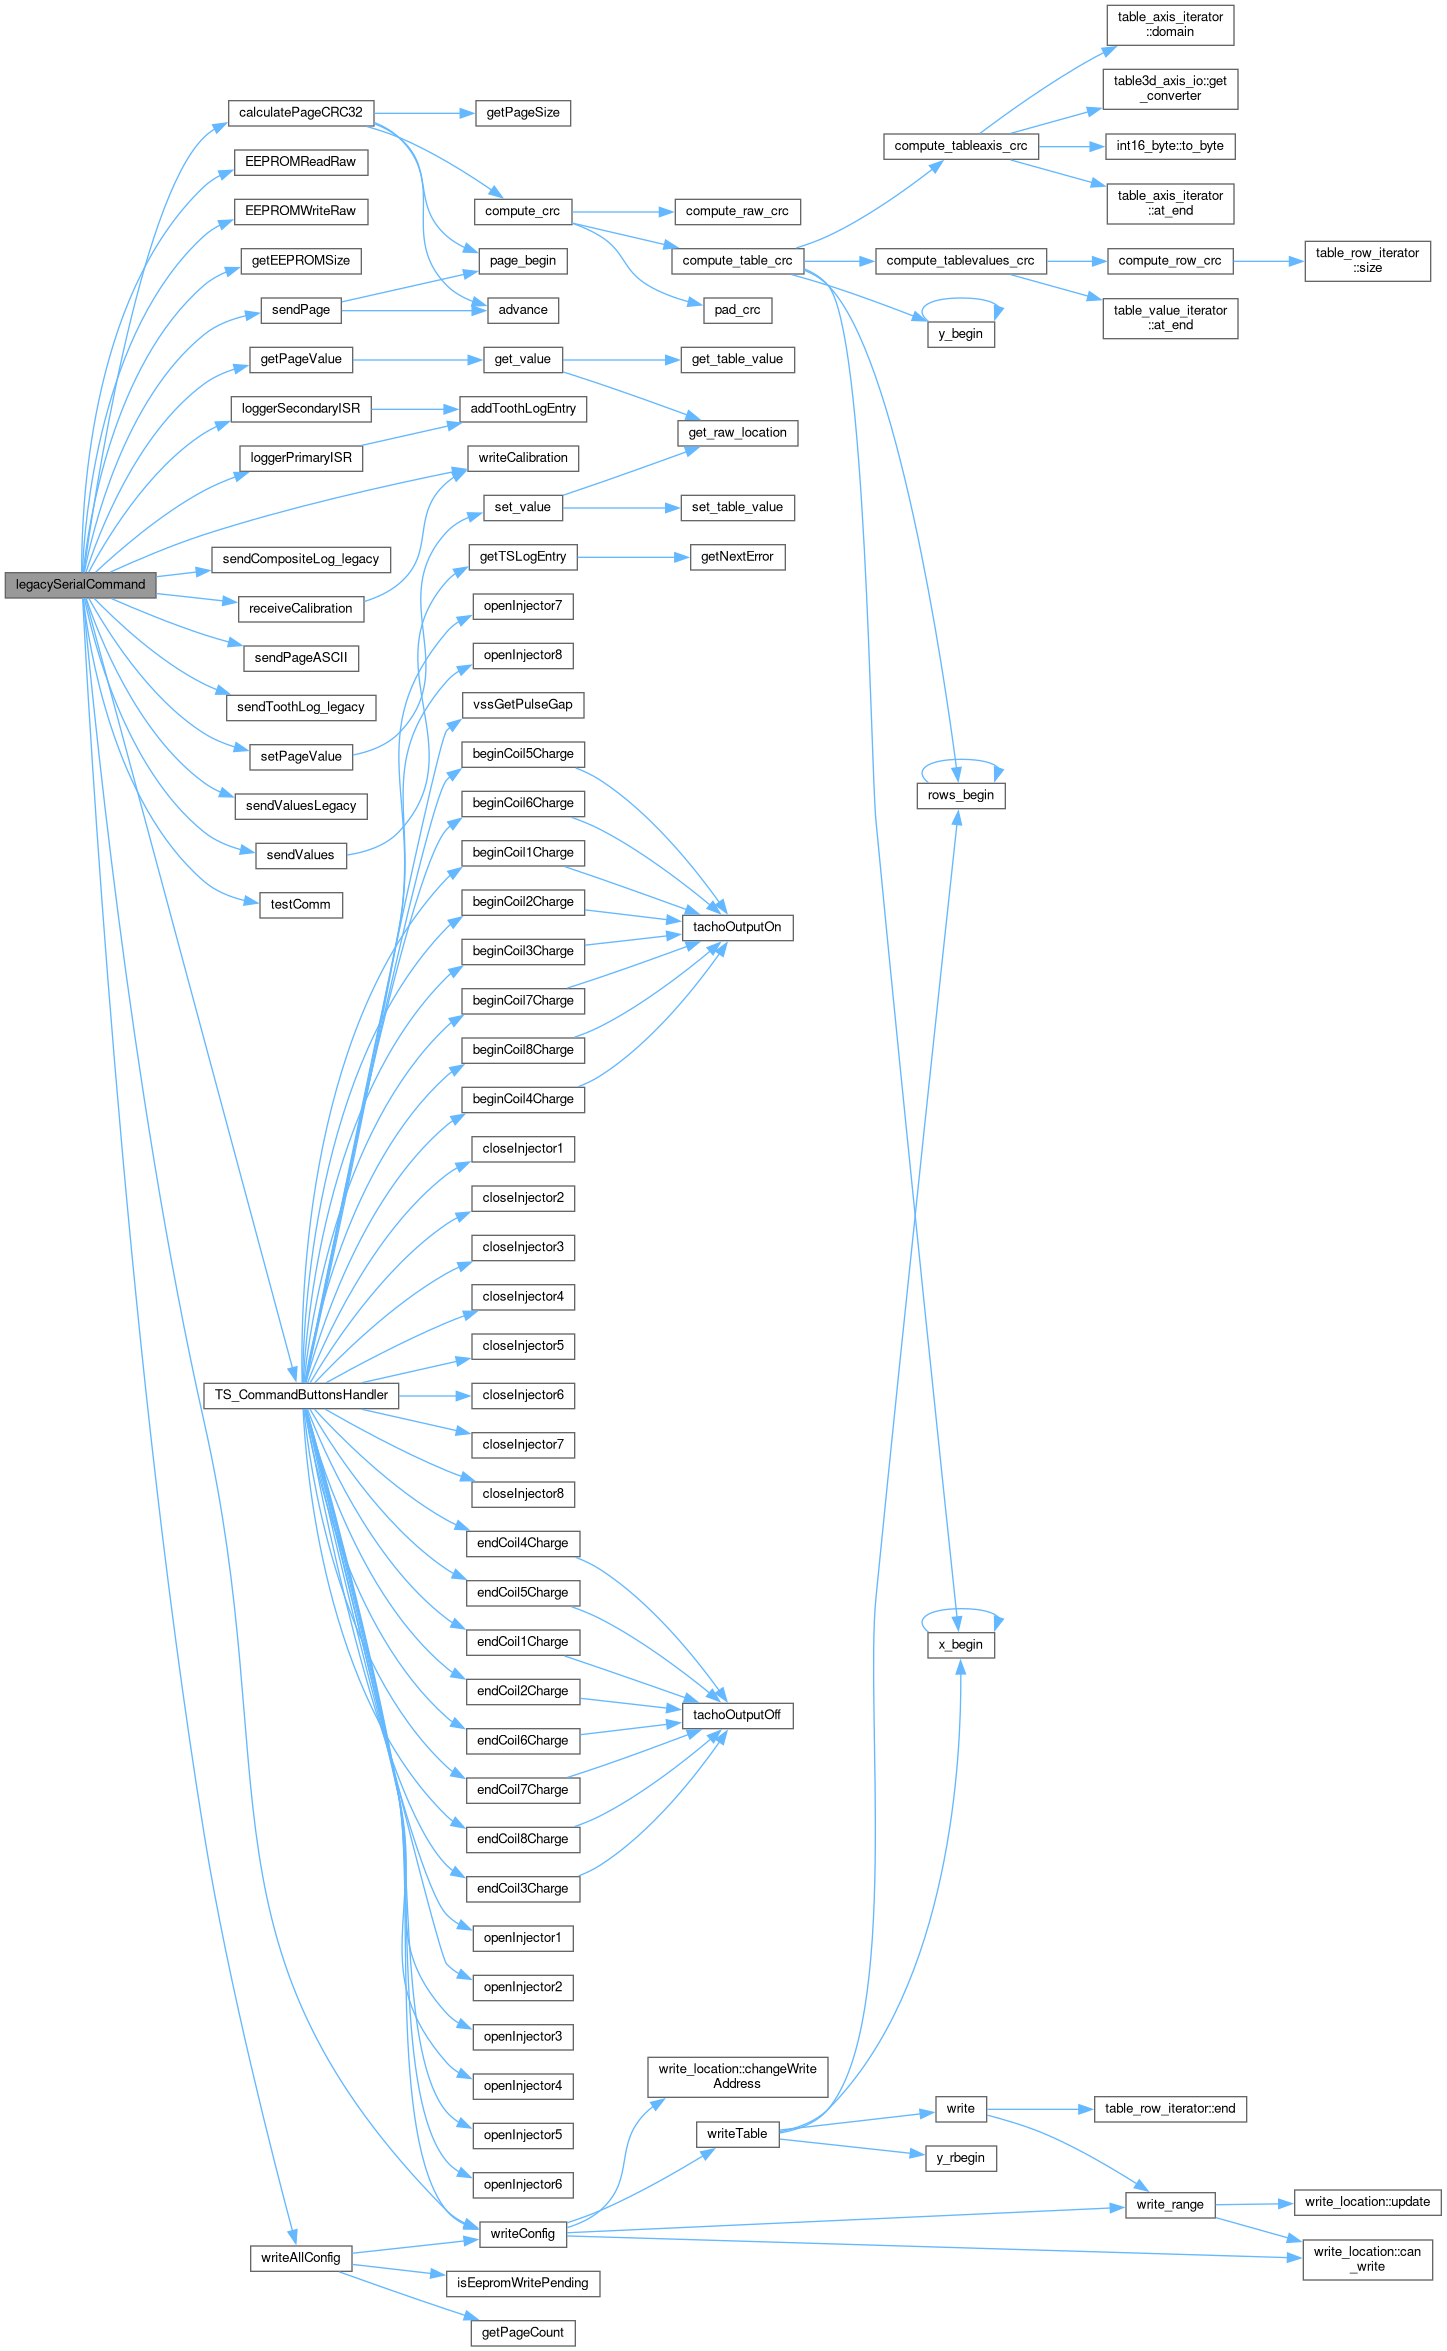 table_axis_iterator
::domain
table3d_axis_io::get
_converter
calculatePageCRC32
getPageSize
compute_tableaxis_crc
int16_byte::to_byte
EEPROMReadRaw
table_axis_iterator
::at_end
EEPROMWriteRaw
compute_crc
compute_raw_crc
getEEPROMSize
page_begin
compute_table_crc
compute_tablevalues_crc
compute_row_crc
table_row_iterator
::size
sendPage
advance
pad_crc
table_value_iterator
::at_end
y_begin
getPageValue
get_value
get_table_value
loggerSecondaryISR
addToothLogEntry
get_raw_location
loggerPrimaryISR
writeCalibration
set_value
set_table_value
sendCompositeLog_legacy
getTSLogEntry
getNextError
legacySerialCommand
receiveCalibration
openInjector7
sendPageASCII
openInjector8
sendToothLog_legacy
vssGetPulseGap
setPageValue
beginCoil5Charge
sendValuesLegacy
beginCoil6Charge
rows_begin
sendValues
beginCoil1Charge
testComm
beginCoil2Charge
tachoOutputOn
beginCoil3Charge
beginCoil7Charge
beginCoil8Charge
beginCoil4Charge
closeInjector1
closeInjector2
closeInjector3
closeInjector4
closeInjector5
TS_CommandButtonsHandler
closeInjector6
closeInjector7
closeInjector8
endCoil4Charge
endCoil5Charge
endCoil1Charge
x_begin
endCoil2Charge
tachoOutputOff
endCoil6Charge
endCoil7Charge
endCoil8Charge
endCoil3Charge
openInjector1
openInjector2
openInjector3
write_location::changeWrite
Address
openInjector4
write
table_row_iterator::end
openInjector5
writeTable
y_rbegin
openInjector6
write_range
write_location::update
writeConfig
writeAllConfig
write_location::can
_write
isEepromWritePending
getPageCount